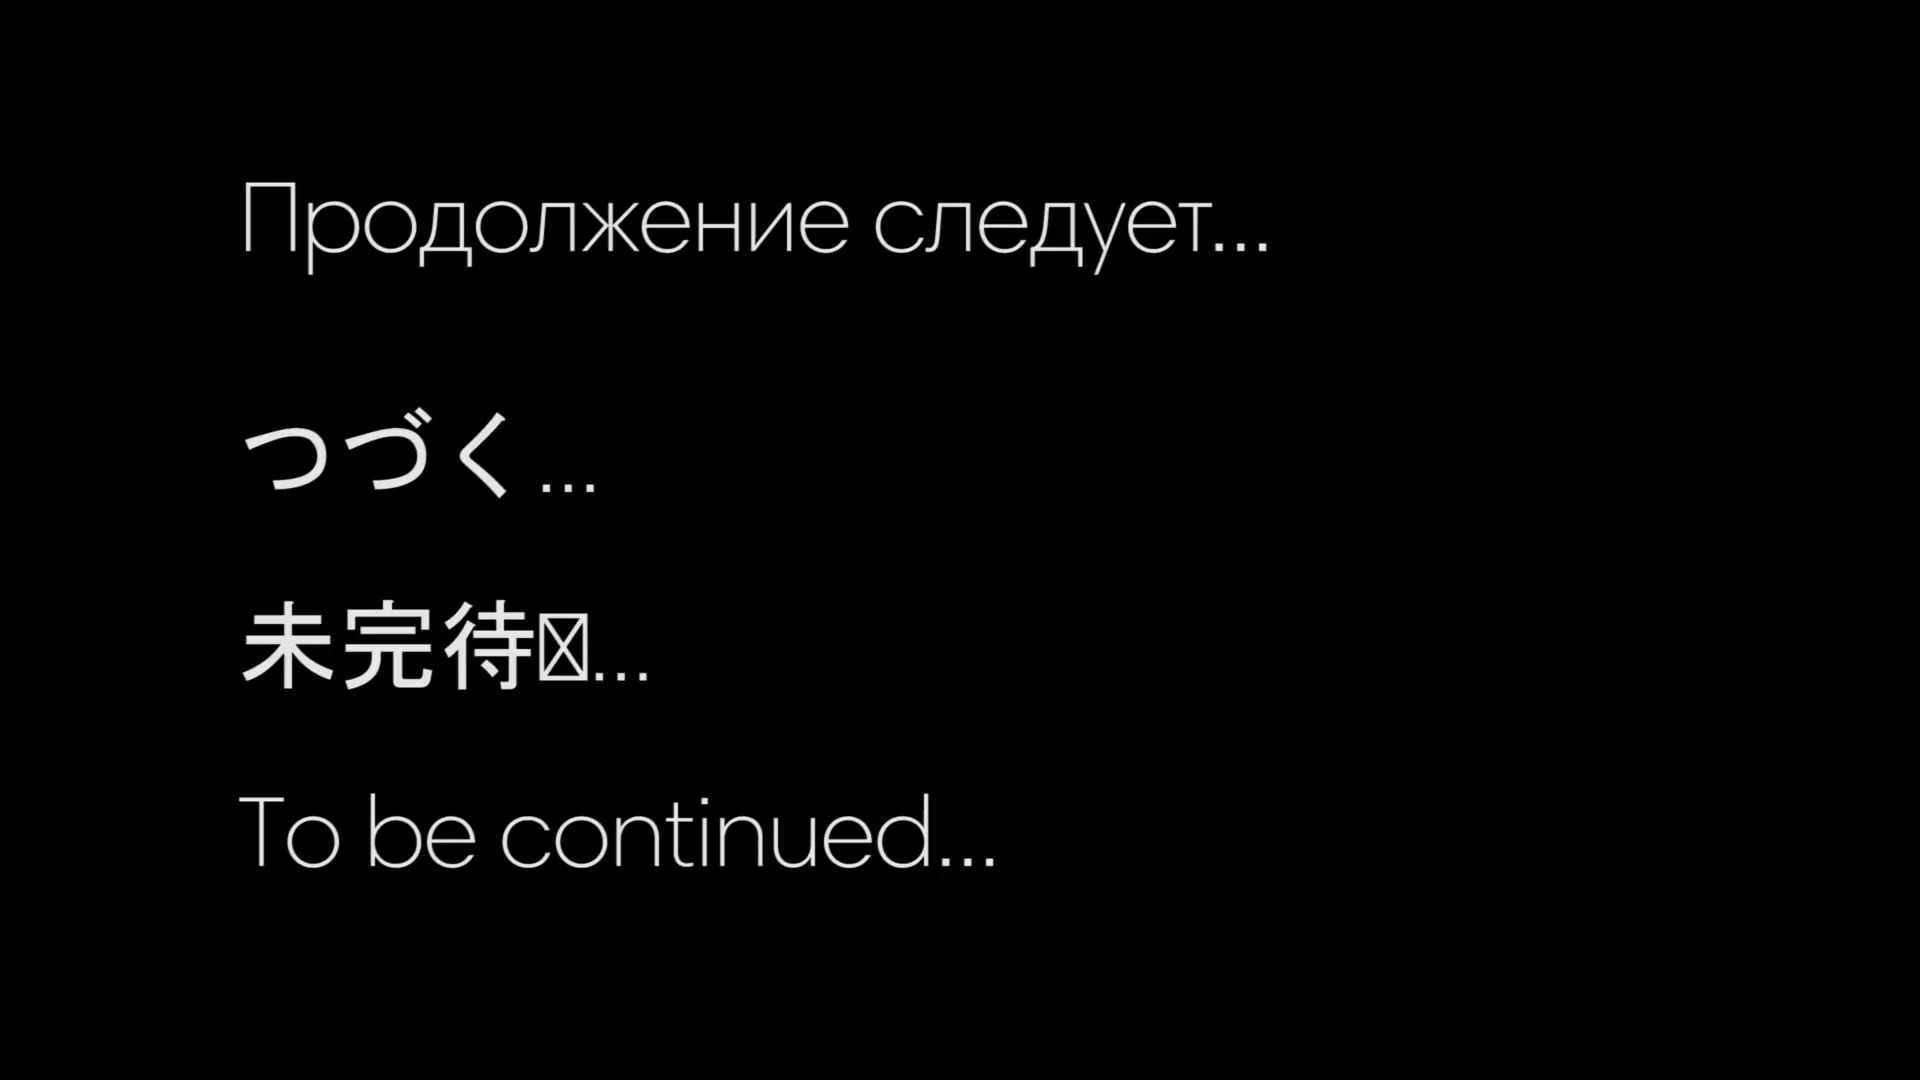 Продолжение следует...
つづく...
未完待...
To be continued...